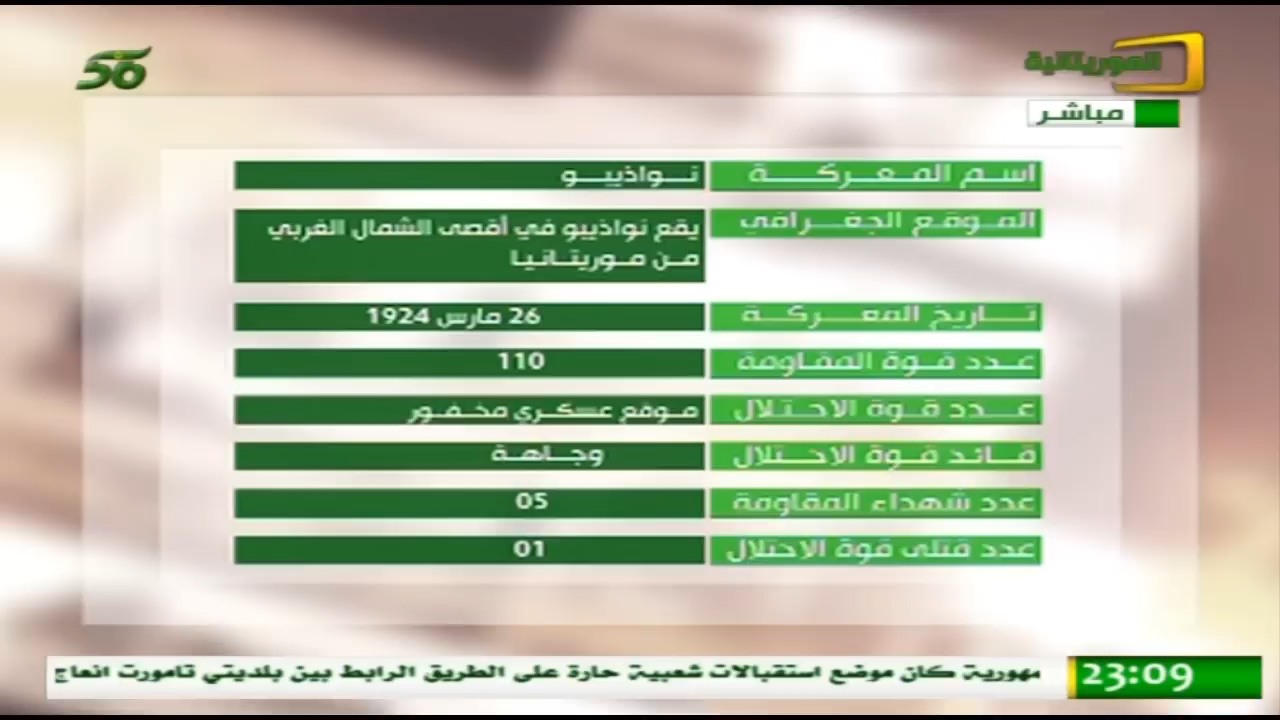 50
الموريتانية
مباشر
اسم المعركة نواذيبو
الموقع الجغرافي يقع نواذيبو في أقصى الشمال الغربي
من موريتانيا
تاريخ المعركة 26 مارس 1924
عدد قوة المقاومة 110
عدد قوة الاحتلال موقع عسكري مخفور
قائد قوة الاحتلال وجاهة
عدد شهداء المقاومة 05
عدد قتلى قوة الاحتلال 01
23:09 مهورية كان موضع استقبالات شعبية حارة على الطريق الرابط بين بلديتي تامورت انعاج